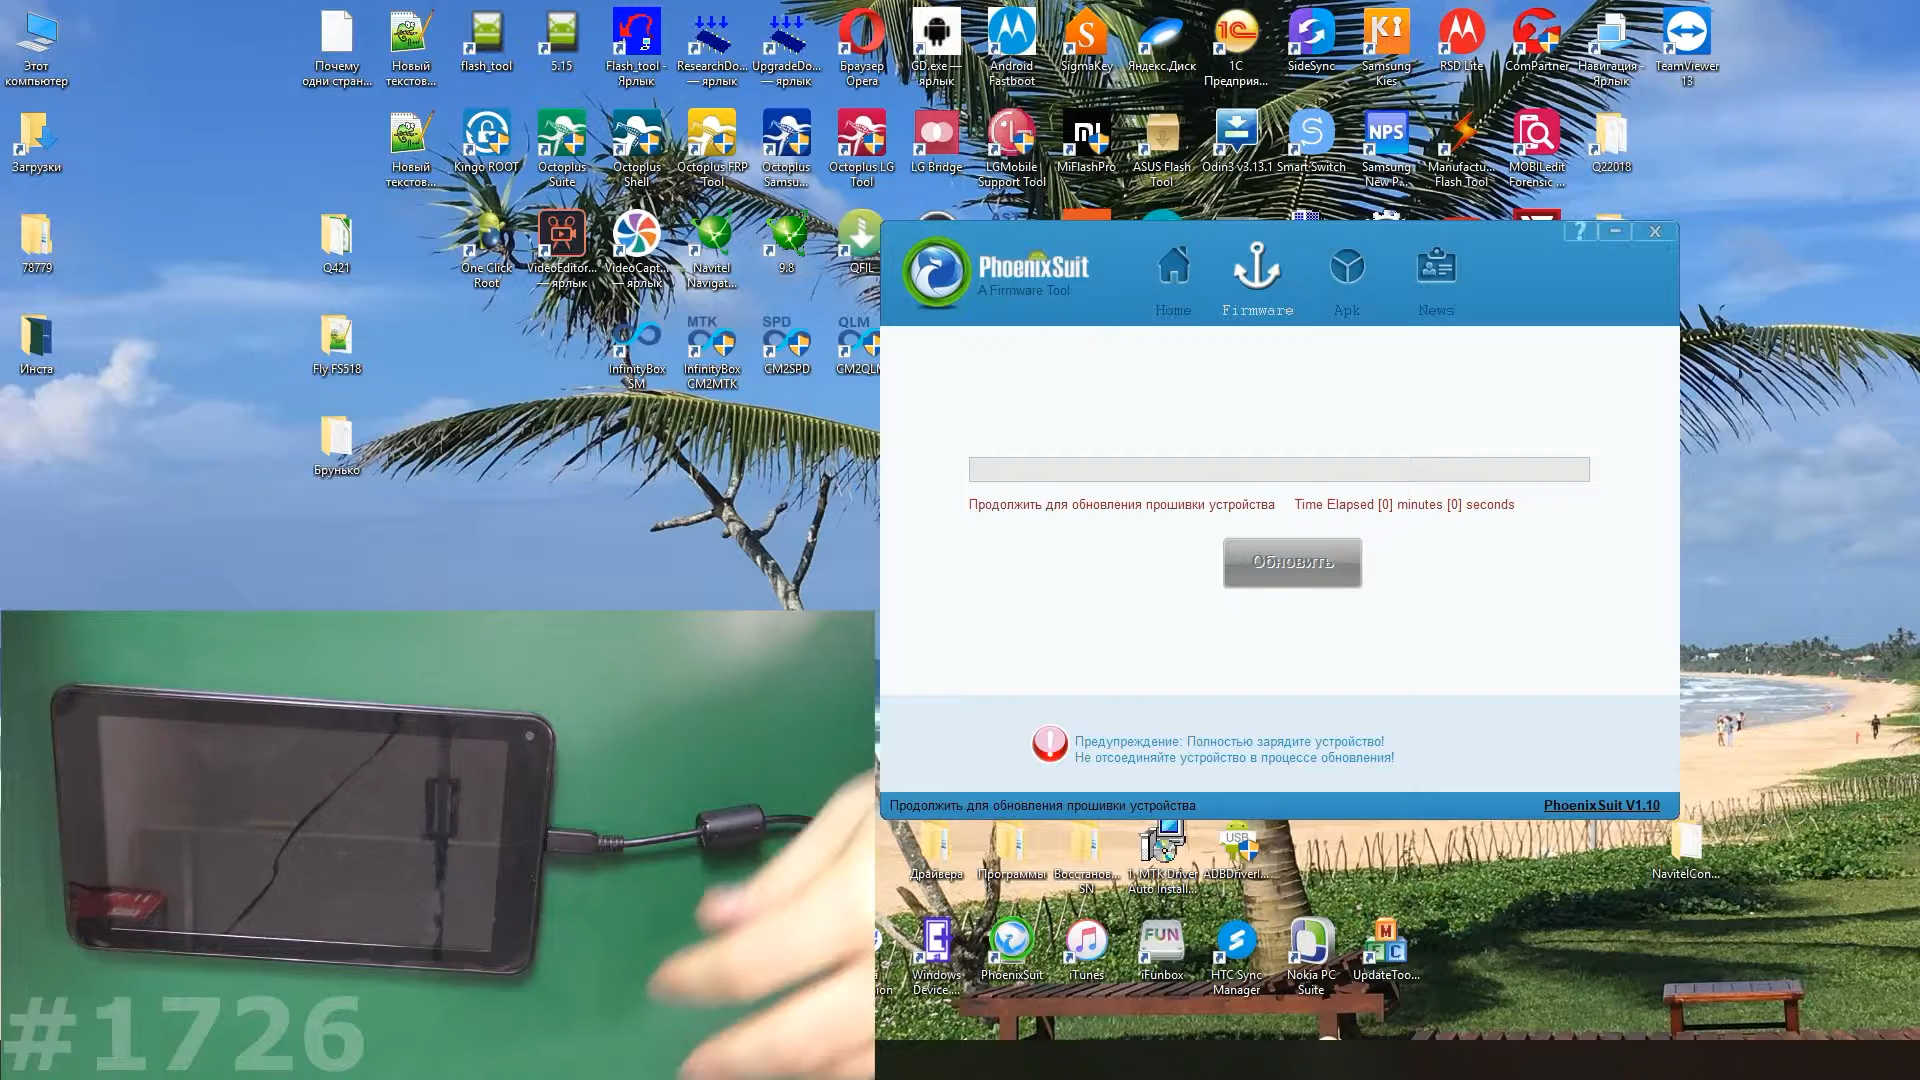 Этот
компьютер
Почему
одни стран...
Новый
текстов...
flash_tool
5.15
Flash_tool -
Ярлык
ResearchDo...
— ярлык
UpgradeDo...
— ярлык
Браузер
Opera
GD.exe —
ярлык
Android
Fastboot
SigmaKey
Яндекс.Диск
1С
Предприя...
SideSync
Samsung
Kies
RSD Lite
ComPartner
Навигация -
Ярлык
TeamViewer
13
Загрузки
Новый
текстов...
Kingo ROOT
Octoplus
Suite
Octoplus
Shell
Octoplus FRP
Tool
Octoplus
Samsu...
Octoplus LG
Tool
LG Bridge
LGMobile
Support Tool
MiFlashPro
ASUS Flash
Tool
Odin3 v3.13.1
Smart Switch
NPS
Samsung
New P...
Manufactu...
Flash Tool
MOBILedit
Forensic ...
Q22018
78779
Q421
One Click
Root
VideoEditor...
— ярлык
VideoCapt...
— ярлык
Navitel
Navigat...
9.8
QFIL
Инста
Fly FS518
InfinityBox
SM
MTK
InfinityBox
CM2MTK
SPD
CM2SPD
QLM
CM2QLM
Брунько
PhoenixSuit
A Firmware Tool
Home
Firmware
Apk
News
?
–
X
Продолжить для обновления прошивки устройства
Time Elapsed [0] minutes [0] seconds
Обновить
Предупреждение: Полностью зарядите устройство!
Не отсоединяйте устройство в процессе обновления!
Продолжить для обновления прошивки устройства
PhoenixSuit V1.10
Драйвера
Программы
Восстанов...
SN
1. MTK Driver
Auto Install...
USB
ADBDriverI...
NavitelCon...
Windows
Device ...
PhoenixSuit
iTunes
FUN
iFunbox
HTC Sync
Manager
Nokia PC
Suite
UpdateToo...
#1726